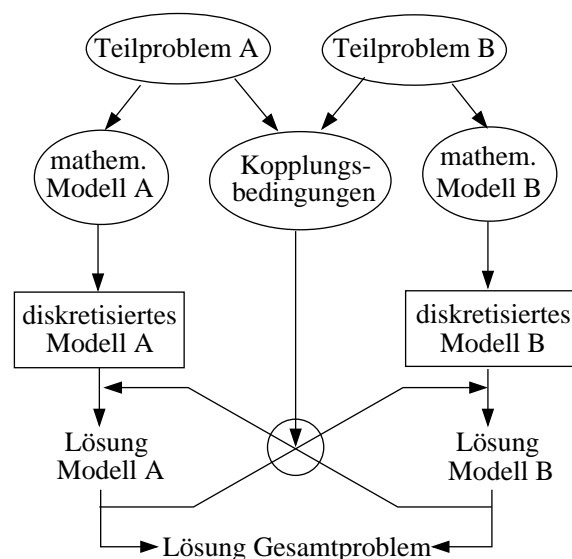 Teilproblem A
Teilproblem B
mathem.
Modell A
Kopplungs-
bedingungen
mathem.
Modell B
diskretisiertes
Modell A
diskretisiertes
Modell B
Lösung
Modell A
Lösung
Modell B
Lösung Gesamtproblem